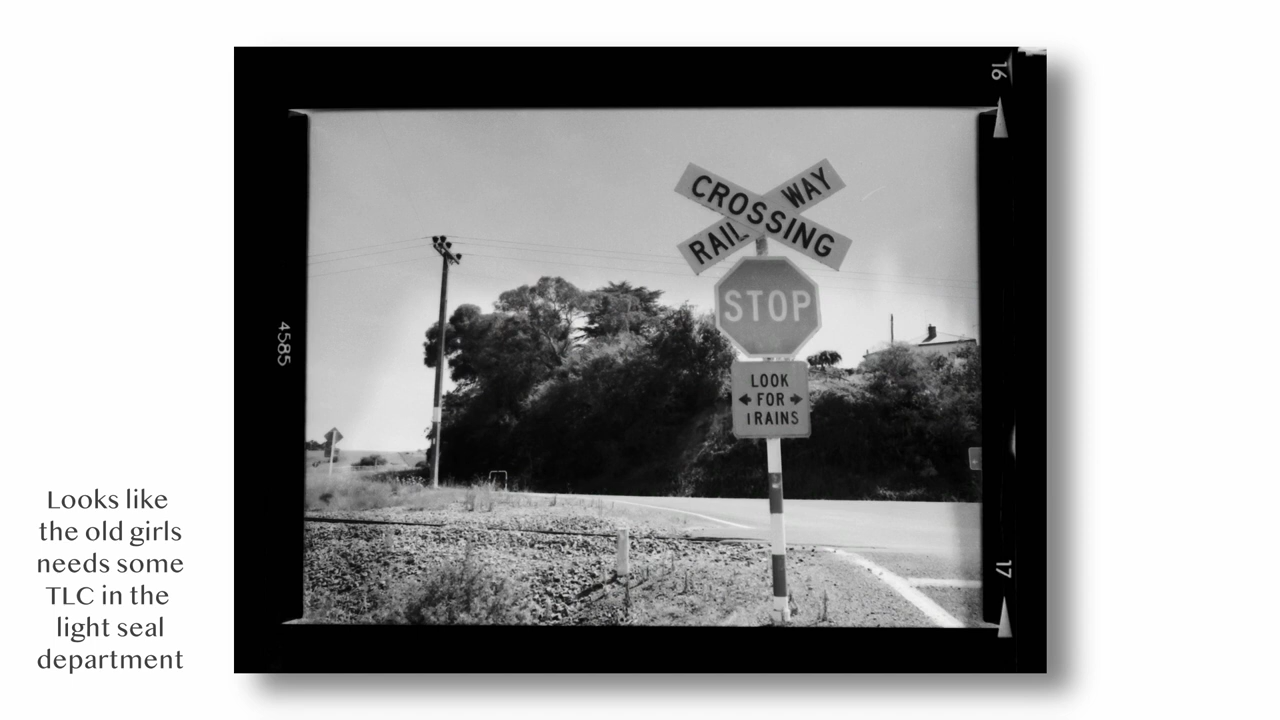 16
CROSSING
RAIL WAY
STOP
LOOK
FOR
TRAINS
4585
17
Looks like
the old girls
needs some
TLC in the
light seal
department